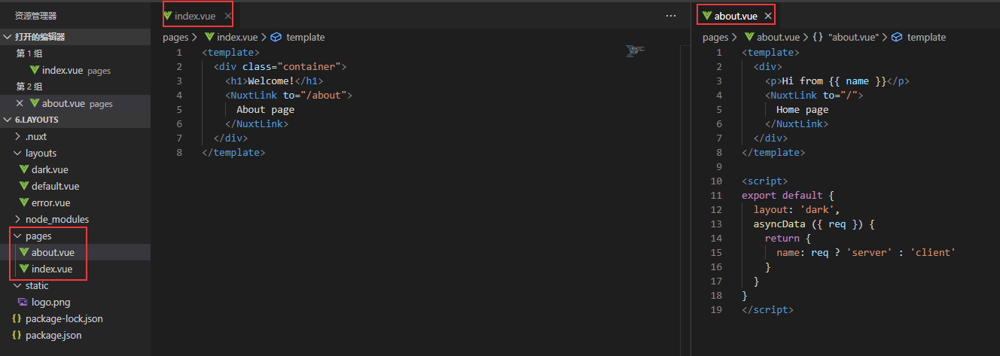 资源管理器
打开的编辑器
第 1 组
index.vue pages
第 2 组
about.vue pages
6.LAYOUTS
.nuxt
layouts
dark.vue
default.vue
error.vue
node_modules
pages
about.vue
index.vue
static
logo.png
package-lock.json
package.json
index.vue
pages > index.vue > template
1 <template>
2 <div class="container">
3 <h1>Welcome!</h1>
4 <NuxtLink to="/about">
5 About page
6 </NuxtLink>
7 </div>
8 </template>
about.vue
pages > about.vue > {} "about.vue" > template
1 <template>
2 <div>
3 <p>Hi from {{ name }}</p>
4 <NuxtLink to="/">
5 Home page
6 </NuxtLink>
7 </div>
8 </template>
9
10 <script>
11 export default {
12 layout: 'dark',
13 asyncData ({ req }) {
14 return {
15 name: req ? 'server' : 'client'
16 }
17 }
18 }
19 </script>